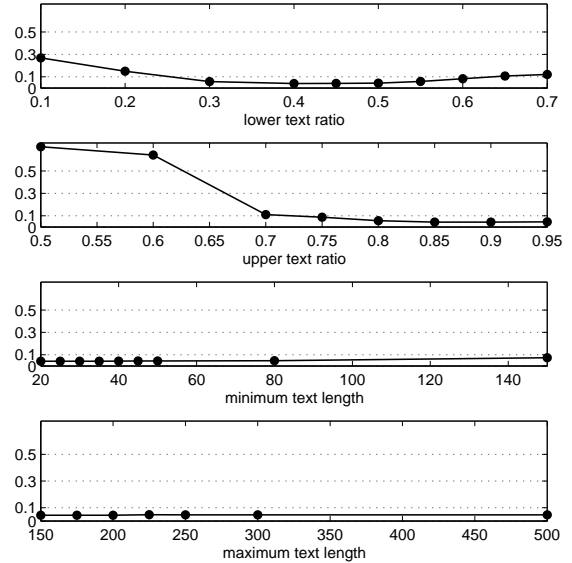 0.5
0.3
0.1
0
0.1 0.2 0.3 0.4 0.5 0.6 0.7
lower text ratio
0.5
0.3
0.1
0
0.5 0.55 0.6 0.65 0.7 0.75 0.8 0.85 0.9 0.95
upper text ratio
0.5
0.3
0.1
0
20 40 60 80 100 120 140
minimum text length
0.5
0.3
0.1
0
150 200 250 300 350 400 450 500
maximum text length